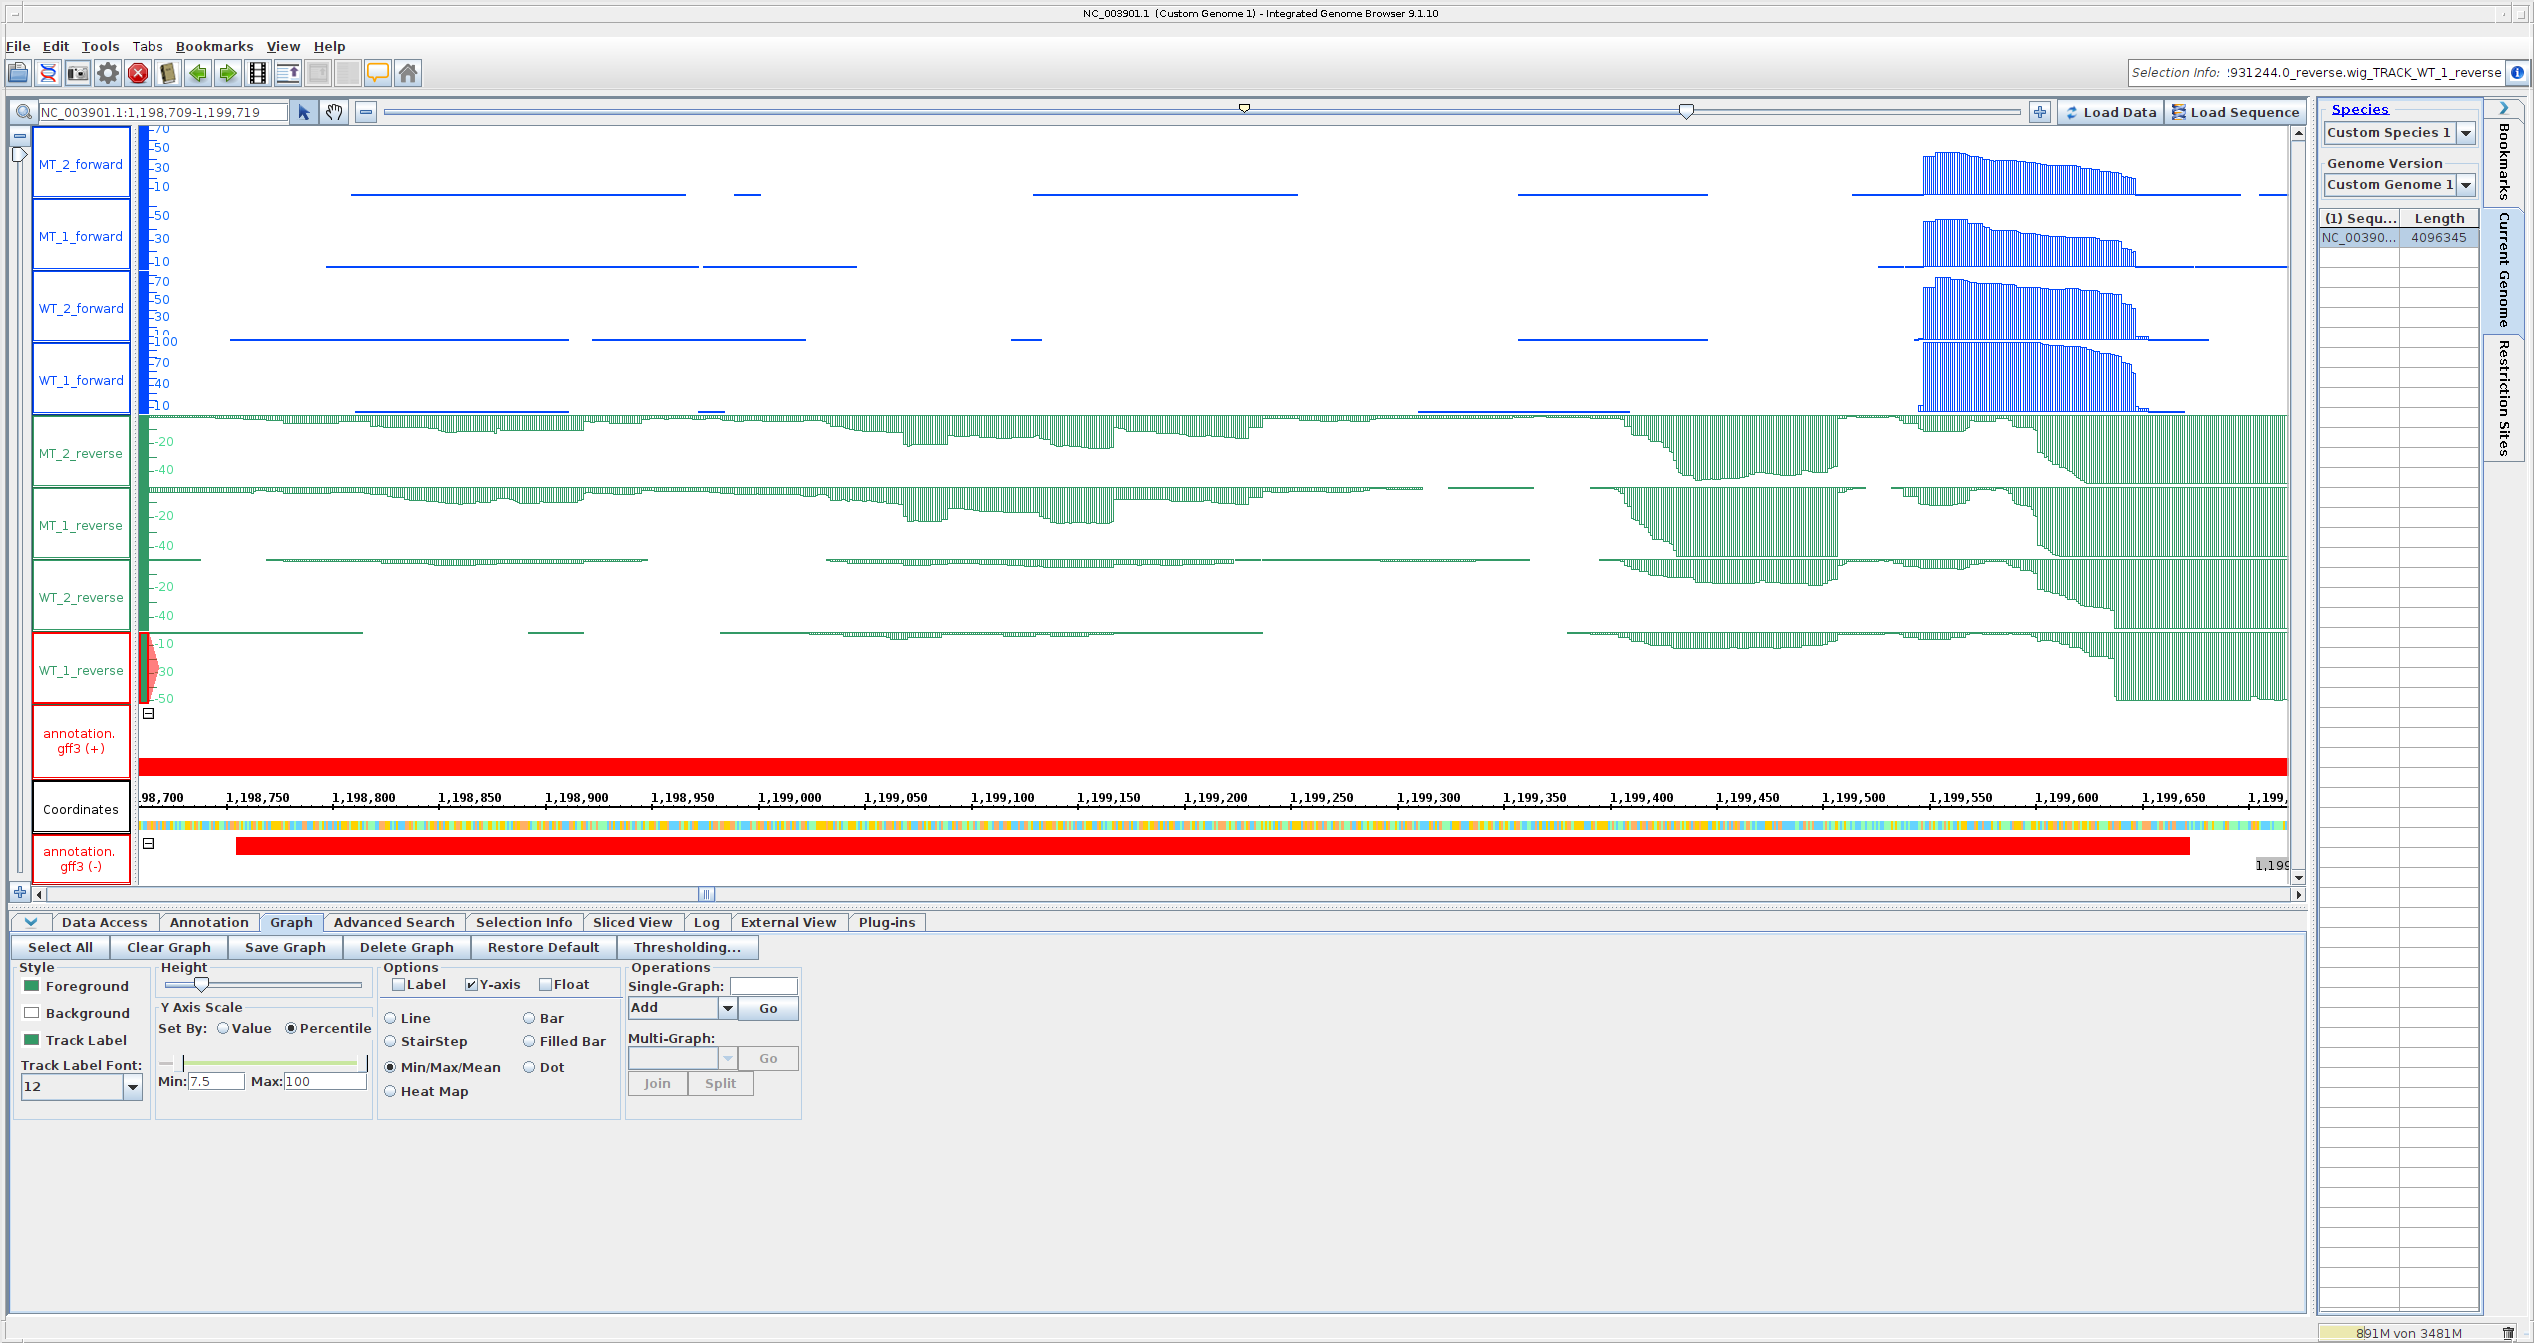 NC_003901.1 (Custom Genome 1) - Integrated Genome Browser 9.1.10
File Edit Tools Tabs Bookmarks View Help
Selection Info: :931244.0_reverse.wig_TRACK_WT_1_reverse
NC_003901.1:1,198,709-1,199,719
Load Data Load Sequence
MT_2_forward
70
50
30
10
MT_1_forward
50
30
10
WT_2_forward
70
50
30
10
WT_1_forward
100
70
40
10
MT_2_reverse
-20
-40
MT_1_reverse
-20
-40
WT_2_reverse
-20
-40
WT_1_reverse
-10
-30
-50
annotation.
gff3 (+)
Coordinates
98,700 1,198,750 1,198,800 1,198,850 1,198,900 1,198,950 1,199,000 1,199,050 1,199,100 1,199,150 1,199,200 1,199,250 1,199,300 1,199,350 1,199,400 1,199,450 1,199,500 1,199,550 1,199,600 1,199,650 1,199,
annotation.
gff3 (-)
1,199
Data Access Annotation Graph Advanced Search Selection Info Sliced View Log External View Plug-ins
Select All Clear Graph Save Graph Delete Graph Restore Default Thresholding...
Style
Foreground
Background
Track Label
Track Label Font:
12
Height
Y Axis Scale
Set By: Value Percentile
Min: 7.5 Max: 100
Options
Label Y-axis Float
Line Bar
StairStep Filled Bar
Min/Max/Mean Dot
Heat Map
Operations
Single-Graph:
Add Go
Multi-Graph:
Go
Join Split
Species
Custom Species 1
Genome Version
Custom Genome 1
(1) Sequ... Length
NC_00390... 4096345
Bookmarks
Current Genome
Restriction Sites
891M von 3481M